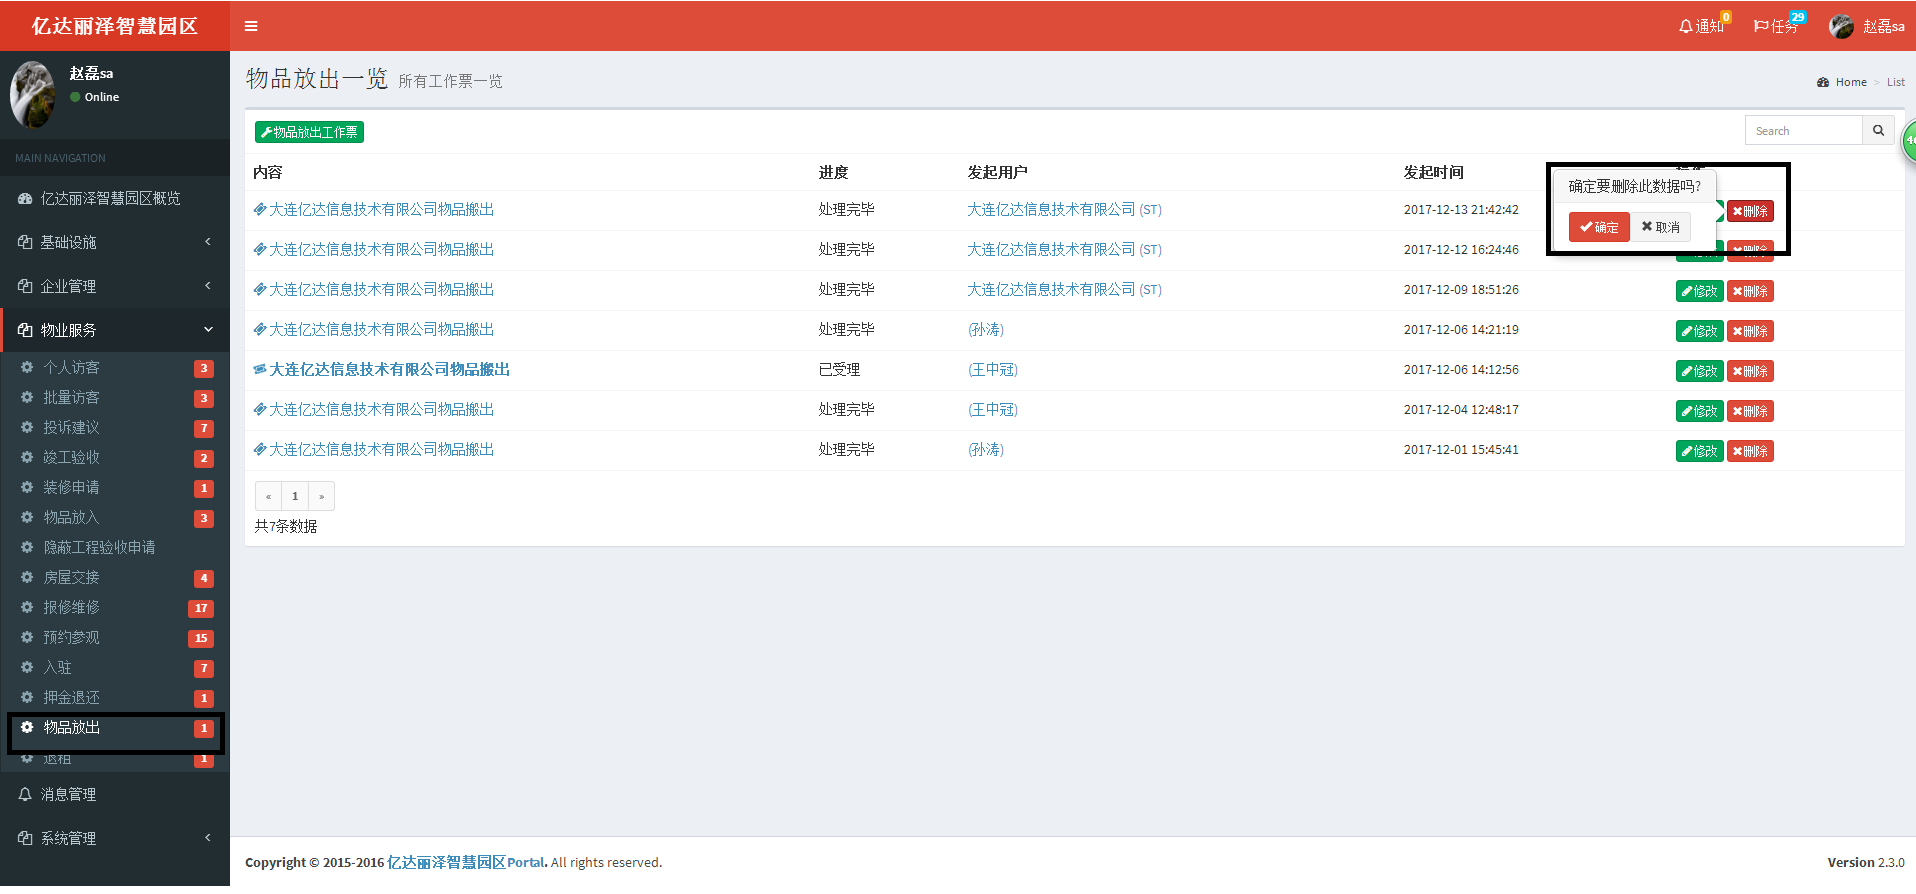 亿达丽泽智慧园区
通知 0
任务 29
赵磊sa
赵磊sa
Online
MAIN NAVIGATION
亿达丽泽智慧园区概览
基础设施
企业管理
物业服务
个人访客 3
批量访客 3
投诉建议 7
竣工验收 2
装修申请 1
物品放入 3
隐蔽工程验收申请
房屋交接 4
报修维修 17
预约参观 15
入驻 7
押金退还 1
物品放出 1
退租 1
消息管理
系统管理
物品放出一览 所有工作票一览
Home > List
物品放出工作票
Search
内容 进度 发起用户 发起时间
大连亿达信息技术有限公司物品搬出 处理完毕 大连亿达信息技术有限公司 (ST) 2017-12-13 21:42:42 删除
大连亿达信息技术有限公司物品搬出 处理完毕 大连亿达信息技术有限公司 (ST) 2017-12-12 16:24:46 删除
大连亿达信息技术有限公司物品搬出 处理完毕 大连亿达信息技术有限公司 (ST) 2017-12-09 18:51:26 修改 删除
大连亿达信息技术有限公司物品搬出 处理完毕 (孙涛) 2017-12-06 14:21:19 修改 删除
大连亿达信息技术有限公司物品搬出 已受理 (王中冠) 2017-12-06 14:12:56 修改 删除
大连亿达信息技术有限公司物品搬出 处理完毕 (王中冠) 2017-12-04 12:48:17 修改 删除
大连亿达信息技术有限公司物品搬出 处理完毕 (孙涛) 2017-12-01 15:45:41 修改 删除
确定要删除此数据吗?
确定 取消
« 1 »
共7条数据
Copyright © 2015-2016 亿达丽泽智慧园区Portal. All rights reserved.
Version 2.3.0